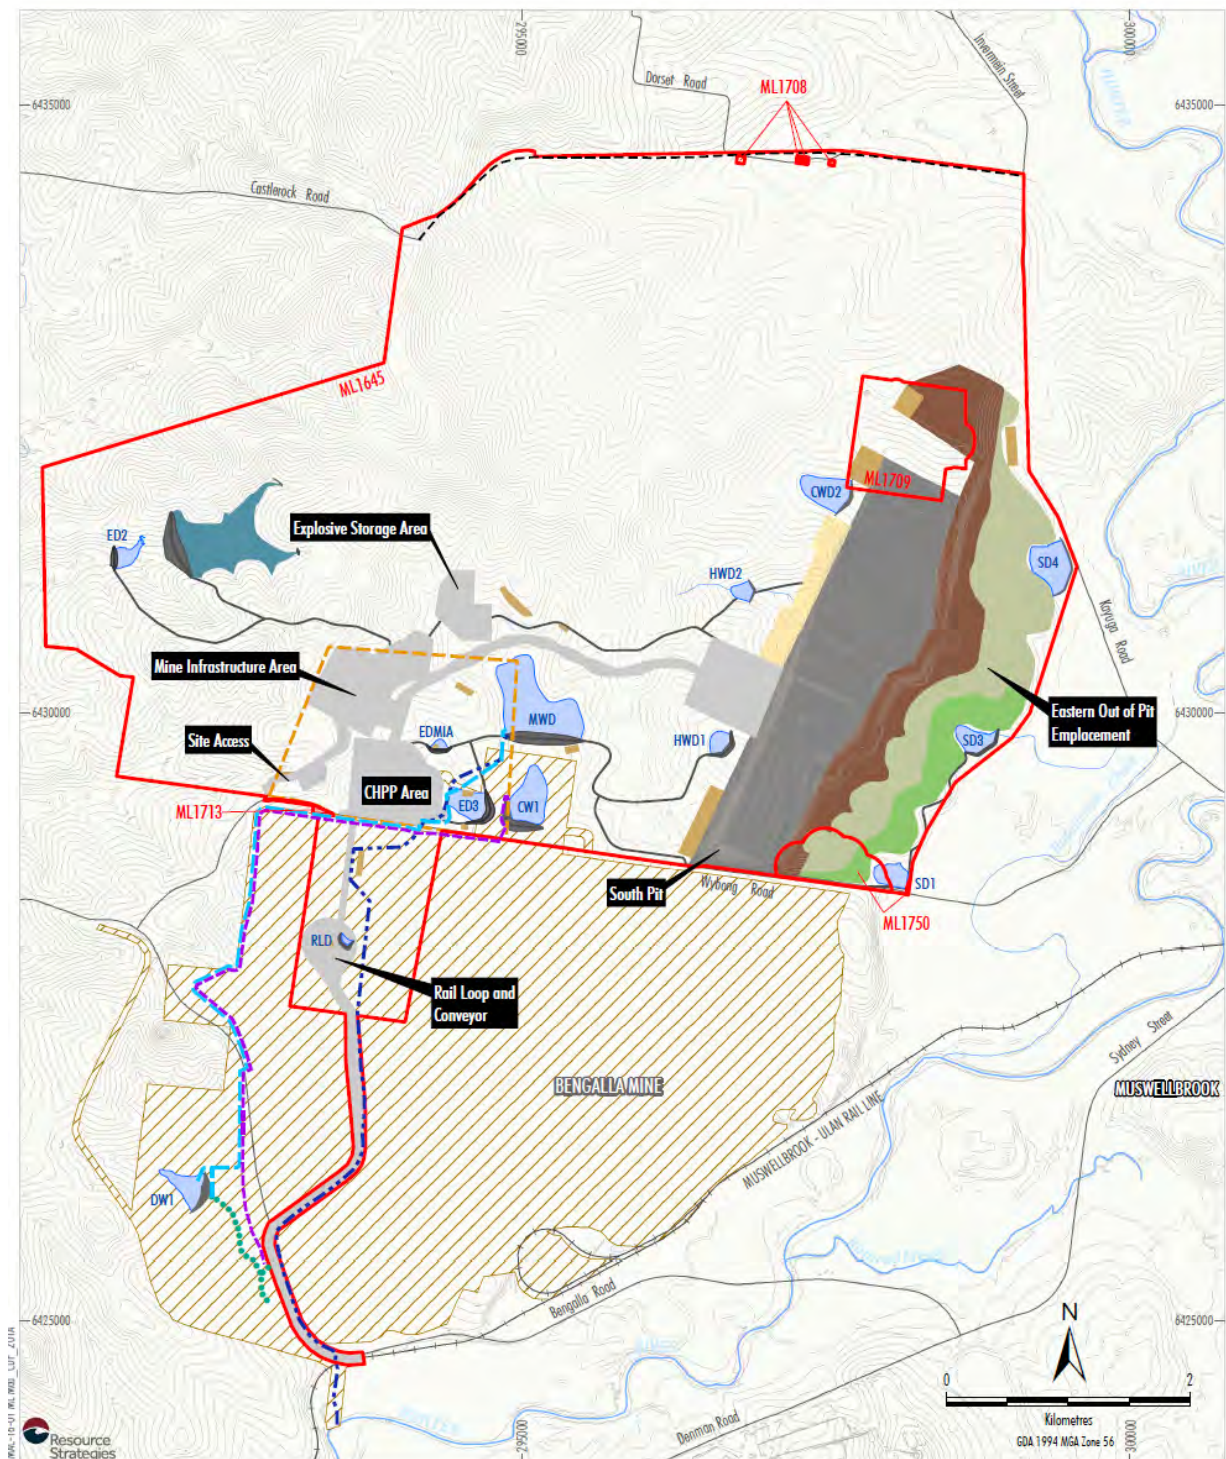 295000
300000
Invermein Street
HUNTER
Dorset Road
ML1708
6435000
6435000
Castlerock Road
ML1645
ML1709
CWD2
Explosive Storage Area
ED2
SD4
HWD2
Kayuga Road
Mine Infrastructure Area
Eastern Out of Pit
Emplacement
6430000
6430000
MWD
EDMIA
HWD1
SD3
Site Access
CHPP Area
ED3
CW1
ML1713
Wybong Road
SD1
South Pit
ML1750
RLD
Rail Loop and
Conveyor
Sydney Street
BENGALLA MINE
MUSWELLBROOK
MUSWELLBROOK - ULAN RAIL LINE
DW1
Bengalla Road
6425000
6425000
N
0
2
Kilometres
GDA 1994 MGA Zone 56
HUNTER
Denman Road
295000
300000
Resource
Strategies